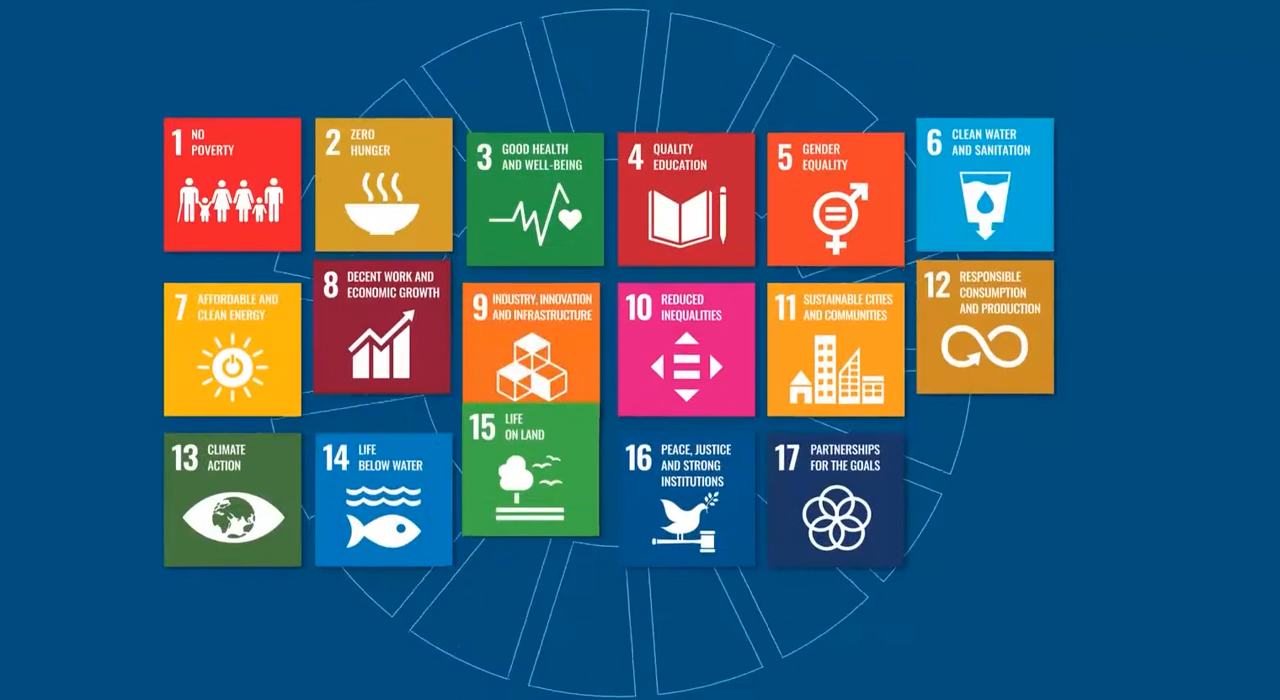 1 NO
POVERTY
2 ZERO
HUNGER
3 GOOD HEALTH
AND WELL-BEING
4 QUALITY
EDUCATION
5 GENDER
EQUALITY
6 CLEAN WATER
AND SANITATION
7 AFFORDABLE AND
CLEAN ENERGY
8 DECENT WORK AND
ECONOMIC GROWTH
9 INDUSTRY, INNOVATION
AND INFRASTRUCTURE
10 REDUCED
INEQUALITIES
11 SUSTAINABLE CITIES
AND COMMUNITIES
12 RESPONSIBLE
CONSUMPTION
AND PRODUCTION
13 CLIMATE
ACTION
14 LIFE
BELOW WATER
15 LIFE
ON LAND
16 PEACE, JUSTICE
AND STRONG
INSTITUTIONS
17 PARTNERSHIPS
FOR THE GOALS